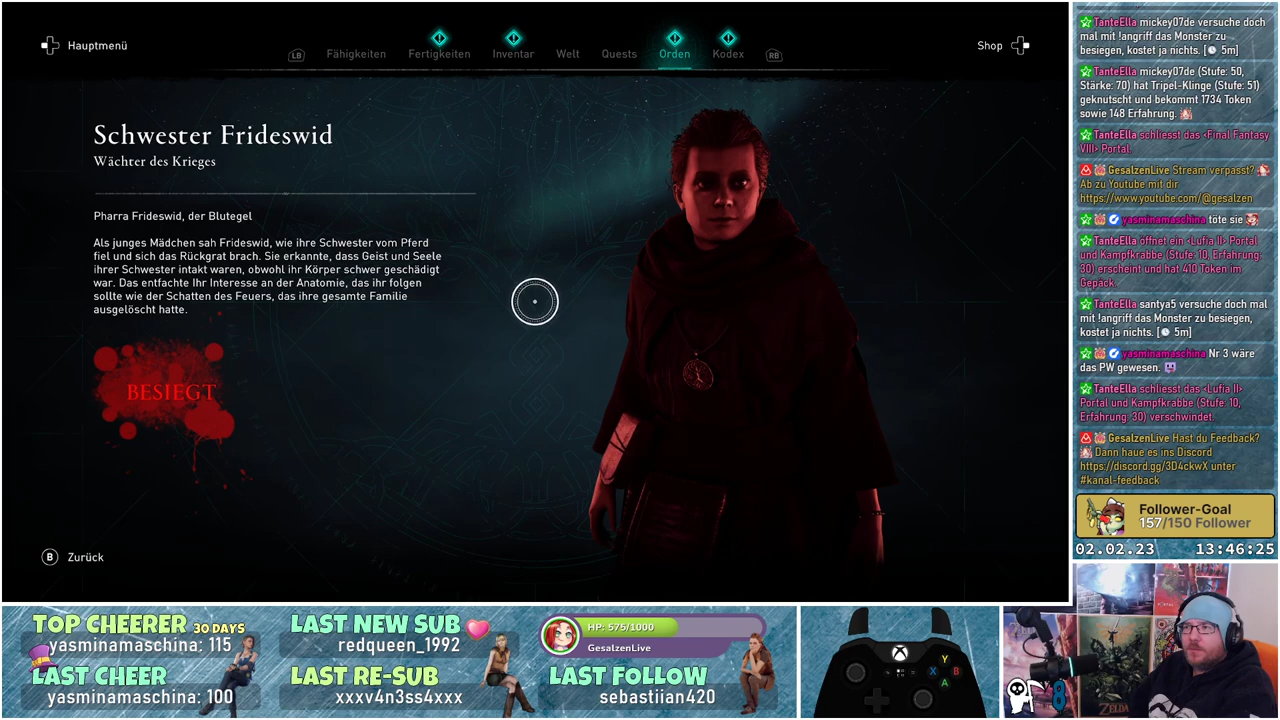 Hauptmenü
LB
Fähigkeiten
Fertigkeiten
Inventar
Welt
Quests
Orden
Kodex
RB
Shop
Schwester Frideswid
Wächter des Krieges
Pharra Frideswid, der Blutegel
Als junges Mädchen sah Frideswid, wie ihre Schwester vom Pferd
fiel und sich das Rückgrat brach. Sie erkannte, dass Geist und Seele
ihrer Schwester intakt waren, obwohl ihr Körper schwer geschädigt
war. Das entfachte ihr Interesse an der Anatomie, das ihr folgen
sollte wie der Schatten des Feuers, das ihre gesamte Familie
ausgelöscht hatte.
BESIEGT
B Zurück
TanteElla mickey07de versuche doch
mal mit !angriff das Monster zu
besiegen, kostet ja nichts. [ 5m]
TanteElla mickey07de (Stufe: 50,
Stärke: 70) hat Tripel-Klinge (Stufe: 51)
geknutscht und bekommt 1734 Token
sowie 148 Erfahrung.
TanteElla schliesst das <Final Fantasy
VIII> Portal.
GesalzenLive Stream verpasst?
Ab zu Youtube mit dir
https://www.youtube.com/@gesalzen
yasminamaschina töte sie
TanteElla öffnet ein <Lufia II> Portal
und Kampfkrabbe (Stufe: 10, Erfahrung:
30) erscheint und hat 410 Token im
Gepäck.
TanteElla santya5 versuche doch mal
mit !angriff das Monster zu besiegen,
kostet ja nichts. [ 5m]
yasminamaschina Nr 3 wäre
das PW gewesen.
TanteElla schliesst das <Lufia II>
Portal und Kampfkrabbe (Stufe: 10,
Erfahrung: 30) verschwindet.
GesalzenLive Hast du Feedback?
Dann haue es ins Discord
https://discord.gg/3D4ckwX unter
#kanal-feedback
Follower-Goal
157/150 Follower
02.02.23 13:46:25
TOP CHEERER 30 DAYS
yasminamaschina: 115
LAST CHEER
yasminamaschina: 100
LAST NEW SUB
redqueen_1992
LAST RE-SUB
xxxv4n3ss4xxx
HP: 575/1000
GesalzenLive
LAST FOLLOW
sebastiian420
Y
X
B
A
ZELDA